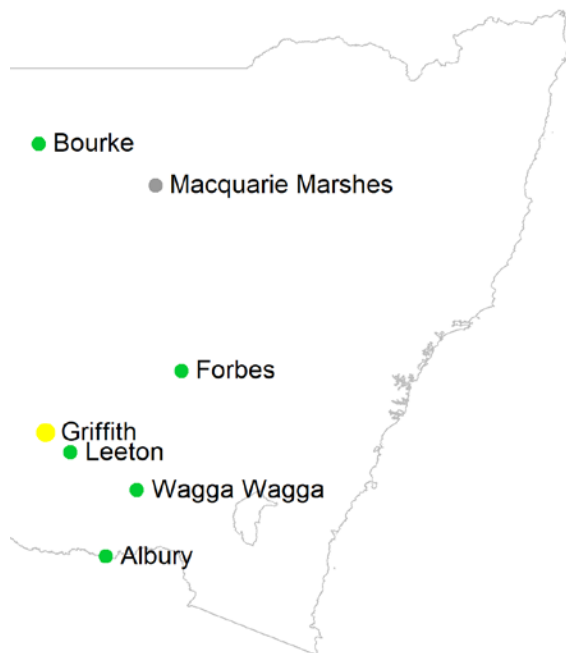 Bourke
Macquarie Marshes
Forbes
Griffith
Leeton
Wagga Wagga
Albury